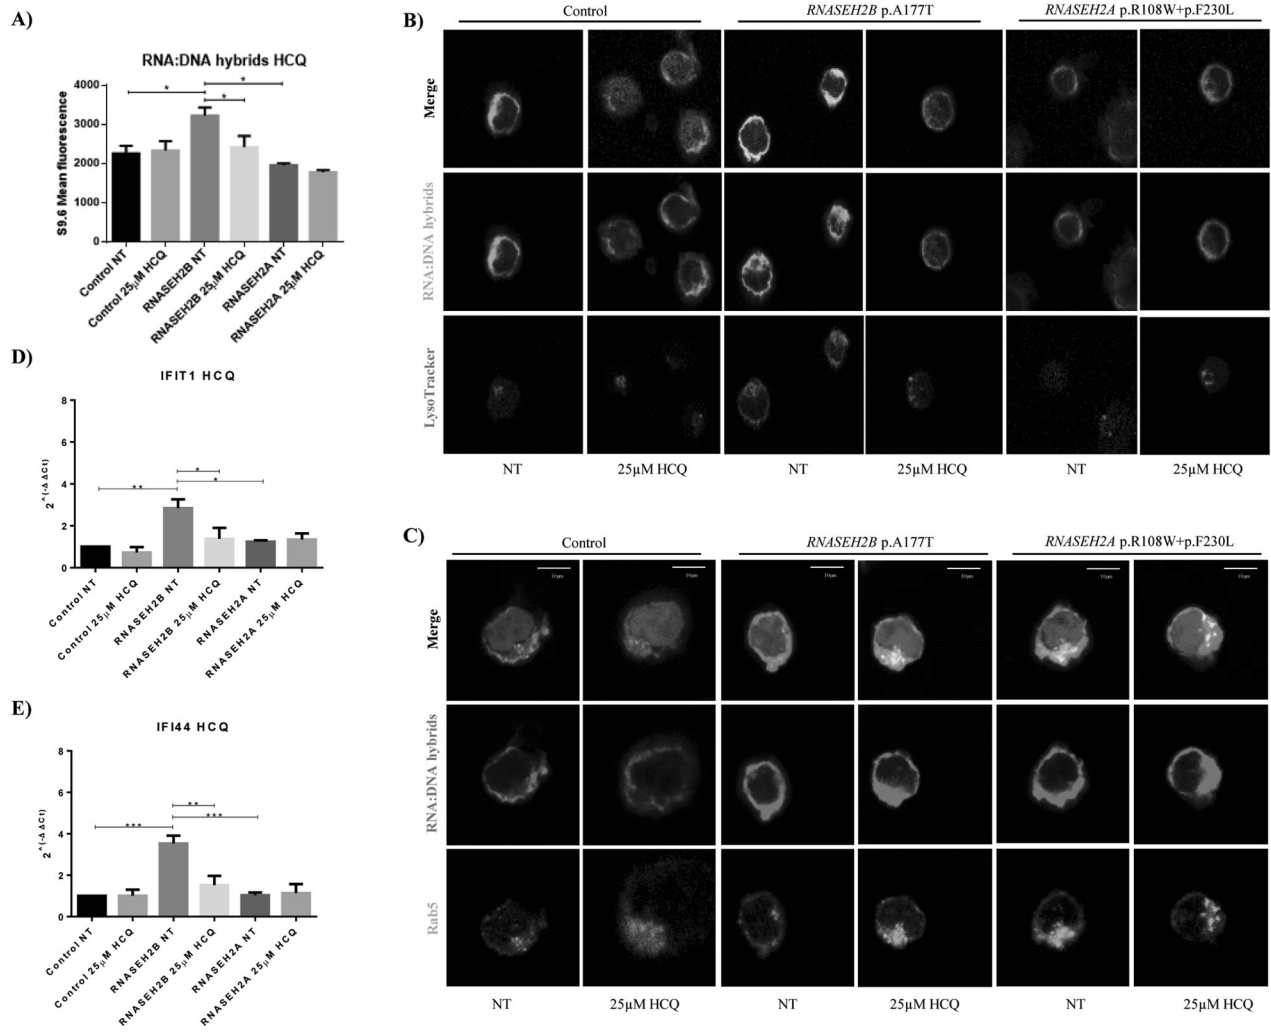 A)
RNA:DNA hybrids HCQ
S9.6 Mean fluorescence
4000
3000
2000
1000
0
*
*
*
Control NT
Control 25µM HCQ
RNASEH2B NT
RNASEH2B 25µM HCQ
RNASEH2A NT
RNASEH2A 25µM HCQ
B)
Control
RNASEH2B p.A177T
RNASEH2A p.R108W+p.F230L
Merge
RNA:DNA hybrids
LysoTracker
NT
25µM HCQ
NT
25µM HCQ
NT
25µM HCQ
D)
IFIT1 HCQ
2^(-ΔΔCt)
8
6
4
2
0
*
*
**
Control NT
Control 25µM HCQ
RNASEH2B NT
RNASEH2B 25µM HCQ
RNASEH2A NT
RNASEH2A 25µM HCQ
C)
Control
RNASEH2B p.A177T
RNASEH2A p.R108W+p.F230L
10µm
10µm
10µm
10µm
10µm
10µm
Merge
RNA:DNA hybrids
Rab5
NT
25µM HCQ
NT
25µM HCQ
NT
25µM HCQ
E)
IFI44 HCQ
2^(-ΔΔCt)
8
6
4
2
0
**
***
***
Control NT
Control 25µM HCQ
RNASEH2B NT
RNASEH2B 25µM HCQ
RNASEH2A NT
RNASEH2A 25µM HCQ